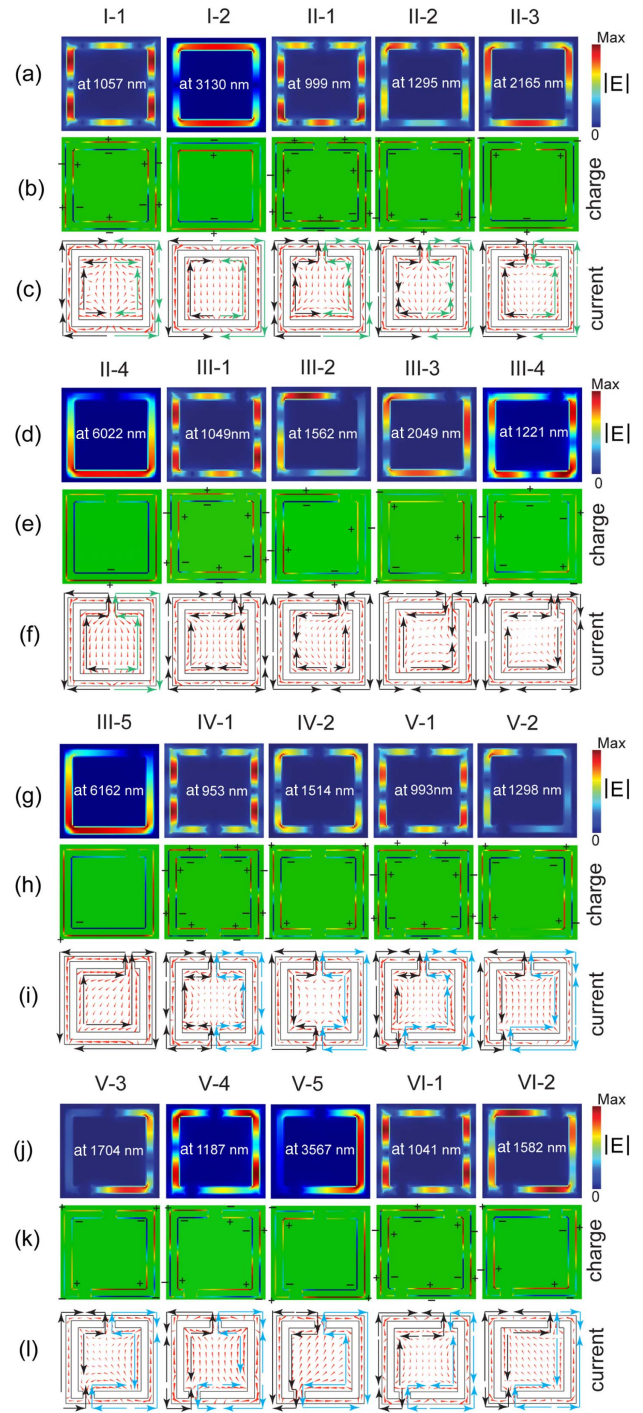 I-1 I-2 II-1 II-2 II-3
(a) at 1057 nm at 3130 nm at 999 nm at 1295 nm at 2165 nm Max |E| 0
(b) charge
(c) current
II-4 III-1 III-2 III-3 III-4
(d) at 6022 nm at 1049nm at 1562 nm at 2049 nm at 1221 nm Max |E| 0
(e) charge
(f) current
III-5 IV-1 IV-2 V-1 V-2
(g) at 6162 nm at 953 nm at 1514 nm at 993nm at 1298 nm Max |E| 0
(h) charge
(i) current
V-3 V-4 V-5 VI-1 VI-2
(j) at 1704 nm at 1187 nm at 3567 nm at 1041 nm at 1582 nm Max |E| 0
(k) charge
(l) current